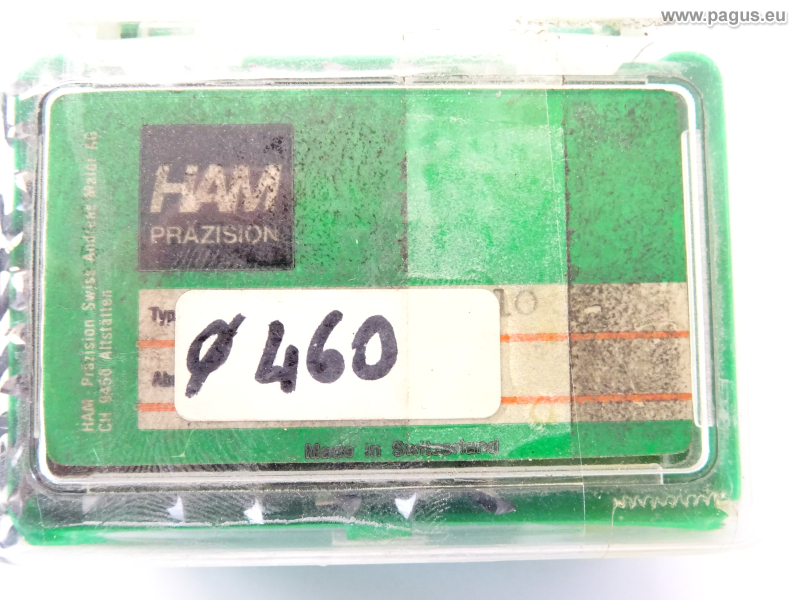 www.pagus.eu
HAM
PRÄZISION
HAM - Präzision Swiss Andreas Maier AG
CH 9450 Altstätten
Typ
10
ø 460
Made in Switzerland